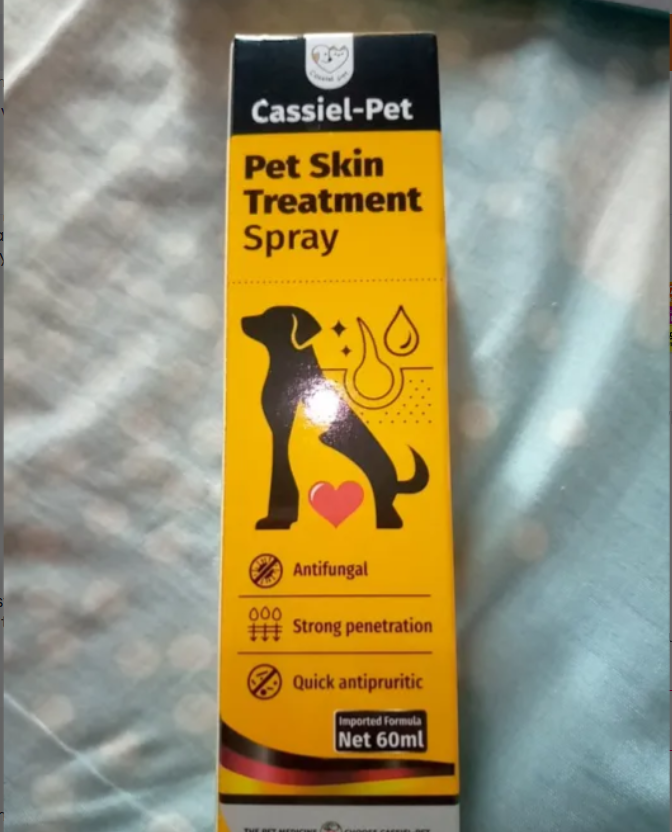 Cassiel-Pet
Pet Skin
Treatment
Spray
Antifungal
Strong penetration
Quick antipruritic
Imported Formula
Net 60ml